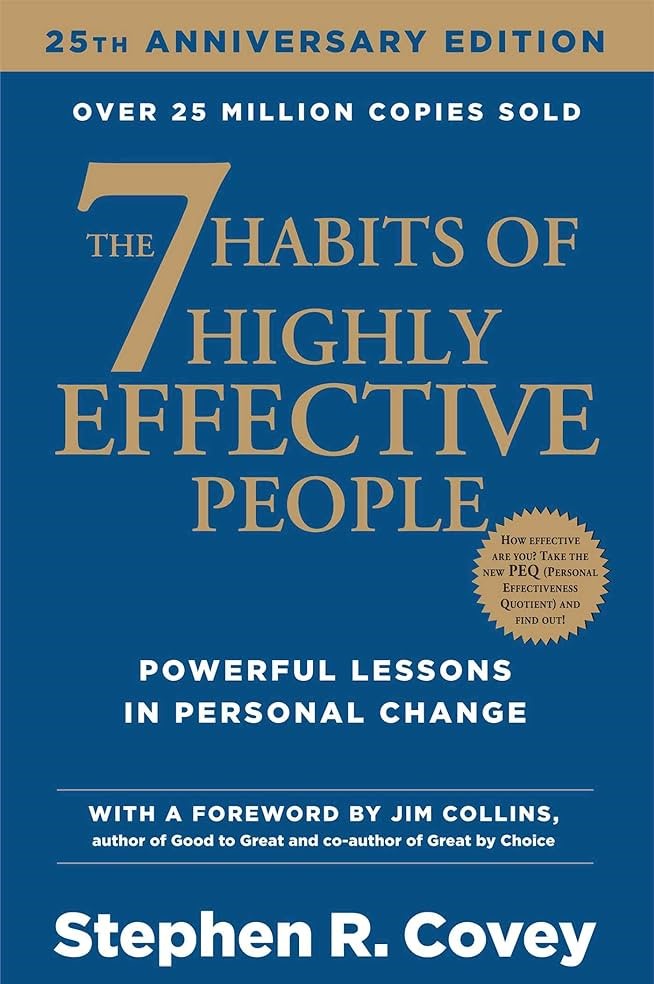 25TH ANNIVERSARY EDITION
OVER 25 MILLION COPIES SOLD
THE 7 HABITS OF
HIGHLY
EFFECTIVE
PEOPLE
HOW EFFECTIVE
ARE YOU? TAKE THE
NEW PEQ (PERSONAL
EFFECTIVENESS
QUOTIENT) AND
FIND OUT!
POWERFUL LESSONS
IN PERSONAL CHANGE
WITH A FOREWORD BY JIM COLLINS,
author of Good to Great and co-author of Great by Choice
Stephen R. Covey